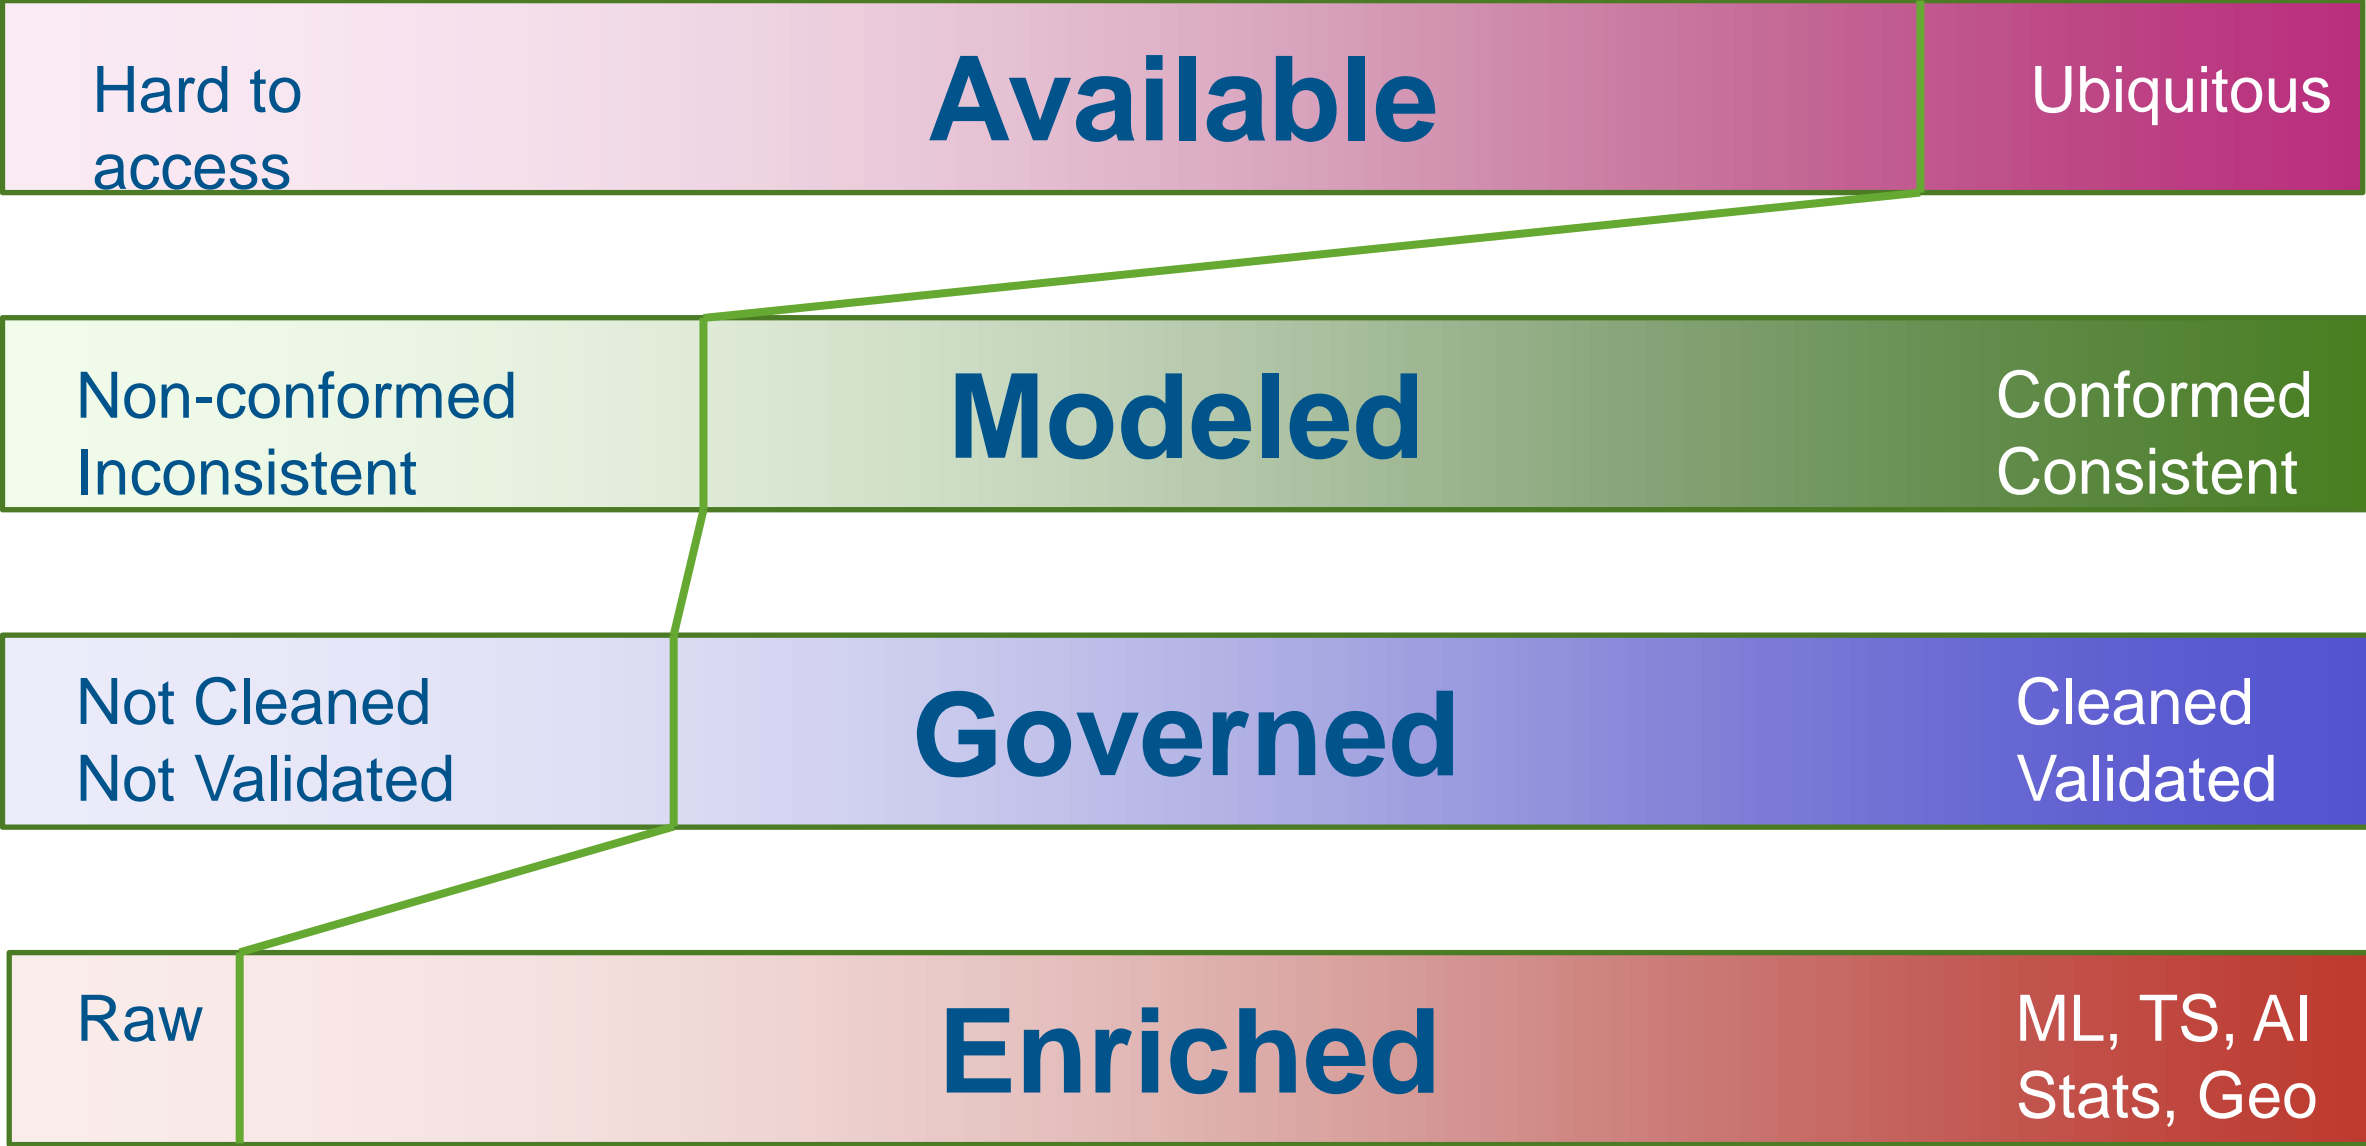 Hard to
access
Available
Ubiquitous
Non-conformed
Inconsistent
Modeled
Conformed
Consistent
Not Cleaned
Not Validated
Governed
Cleaned
Validated
Raw
Enriched
ML, TS, AI
Stats, Geo